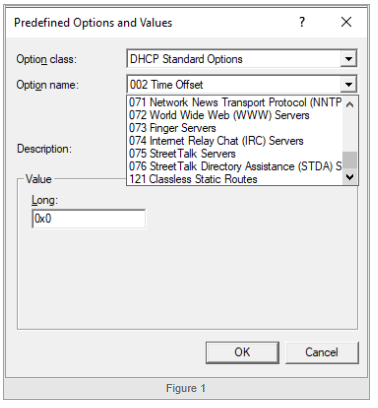 Predefined Options and Values ? ×
Option class: DHCP Standard Options
Option name: 002 Time Offset
071 Network News Transport Protocol (NNTP
072 World Wide Web (WWW) Servers
073 Finger Servers
074 Internet Relay Chat (IRC) Servers
075 StreetTalk Servers
076 StreetTalk Directory Assistance (STDA) S
121 Classless Static Routes
Description:
Value
Long:
0x0
OK Cancel
Figure 1